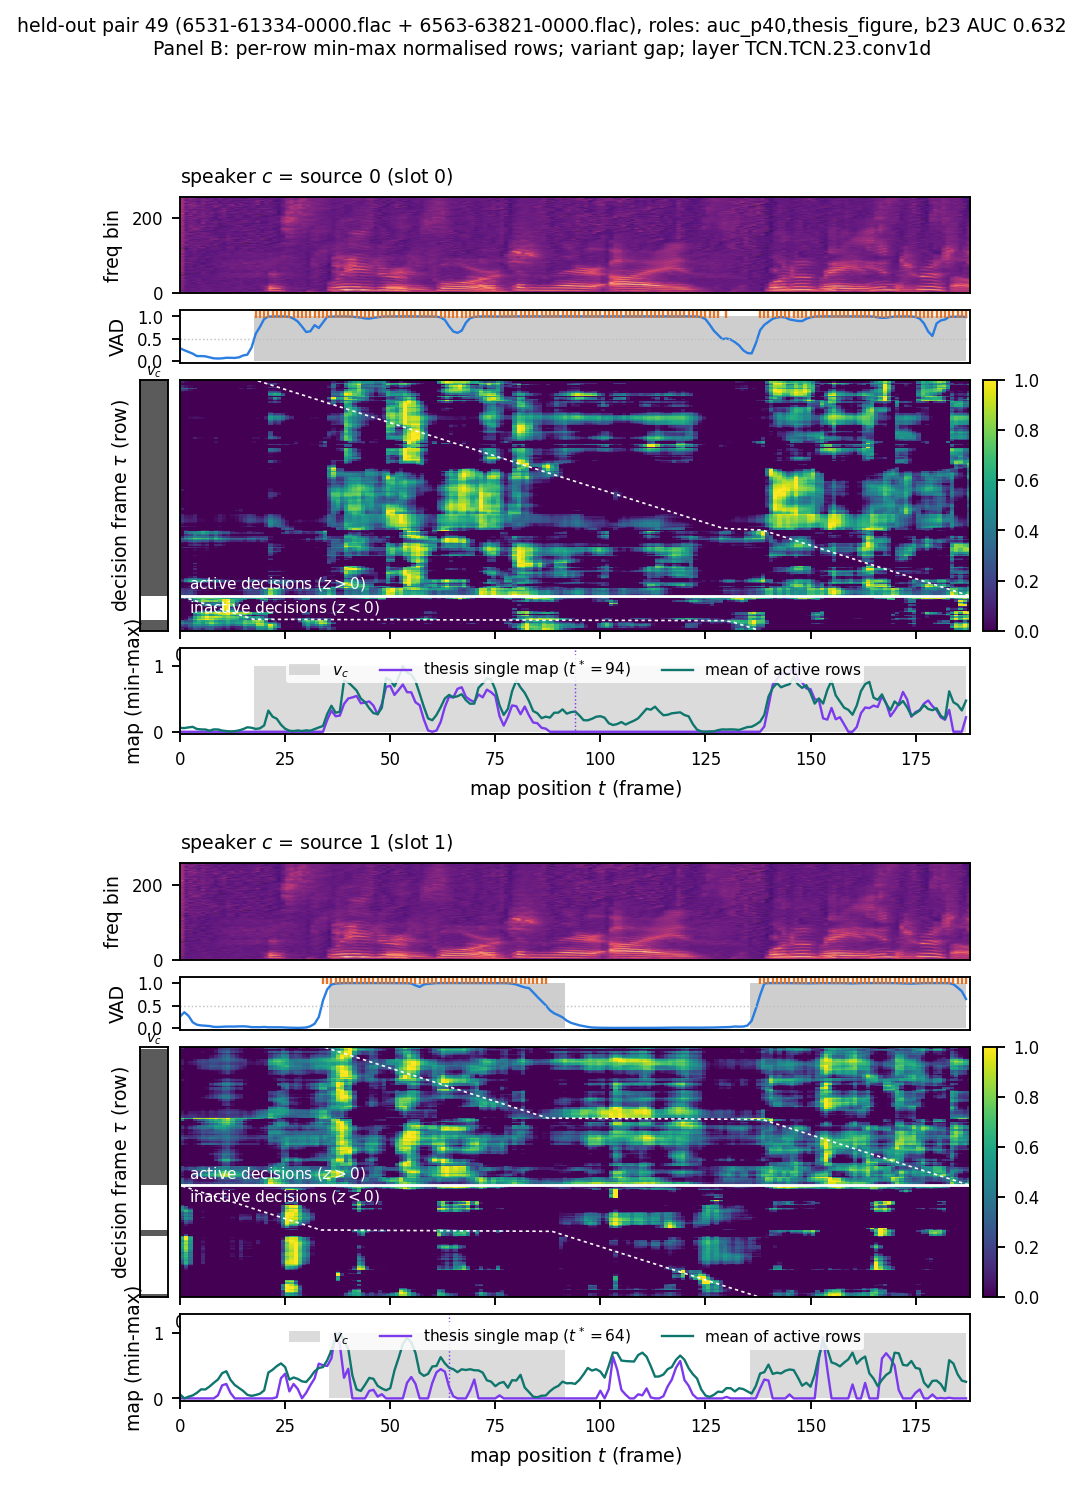 held-out pair 49 (6531-61334-0000.flac + 6563-63821-0000.flac), roles: auc_p40,thesis_figure, b23 AUC 0.632
Panel B: per-row min-max normalised rows; variant gap; layer TCN.TCN.23.conv1d
speaker c = source 0 (slot 0)
freq bin
200
0
VAD
1.0
0.5
0.0
v_c
decision frame τ (row)
active decisions (z > 0)
inactive decisions (z < 0)
1.0
0.8
0.6
0.4
0.2
0.0
map (min-max)
1
0
v_c
thesis single map (t* = 94)
mean of active rows
0 25 50 75 100 125 150 175
map position t (frame)
speaker c = source 1 (slot 1)
freq bin
200
0
VAD
1.0
0.5
0.0
v_c
decision frame τ (row)
active decisions (z > 0)
inactive decisions (z < 0)
1.0
0.8
0.6
0.4
0.2
0.0
map (min-max)
1
0
v_c
thesis single map (t* = 64)
mean of active rows
0 25 50 75 100 125 150 175
map position t (frame)